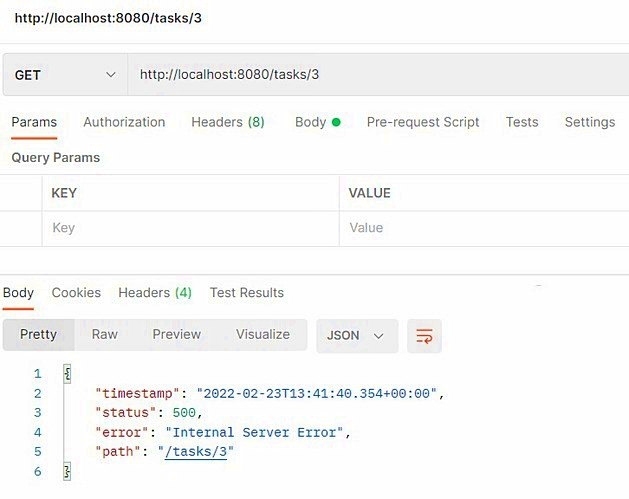 http://localhost:8080/tasks/3
GET http://localhost:8080/tasks/3
Params Authorization Headers (8) Body Pre-request Script Tests Settings
Query Params
KEY VALUE
Key Value
Body Cookies Headers (4) Test Results
Pretty Raw Preview Visualize JSON
1 {
2 "timestamp": "2022-02-23T13:41:40.354+00:00",
3 "status": 500,
4 "error": "Internal Server Error",
5 "path": "/tasks/3"
6 }